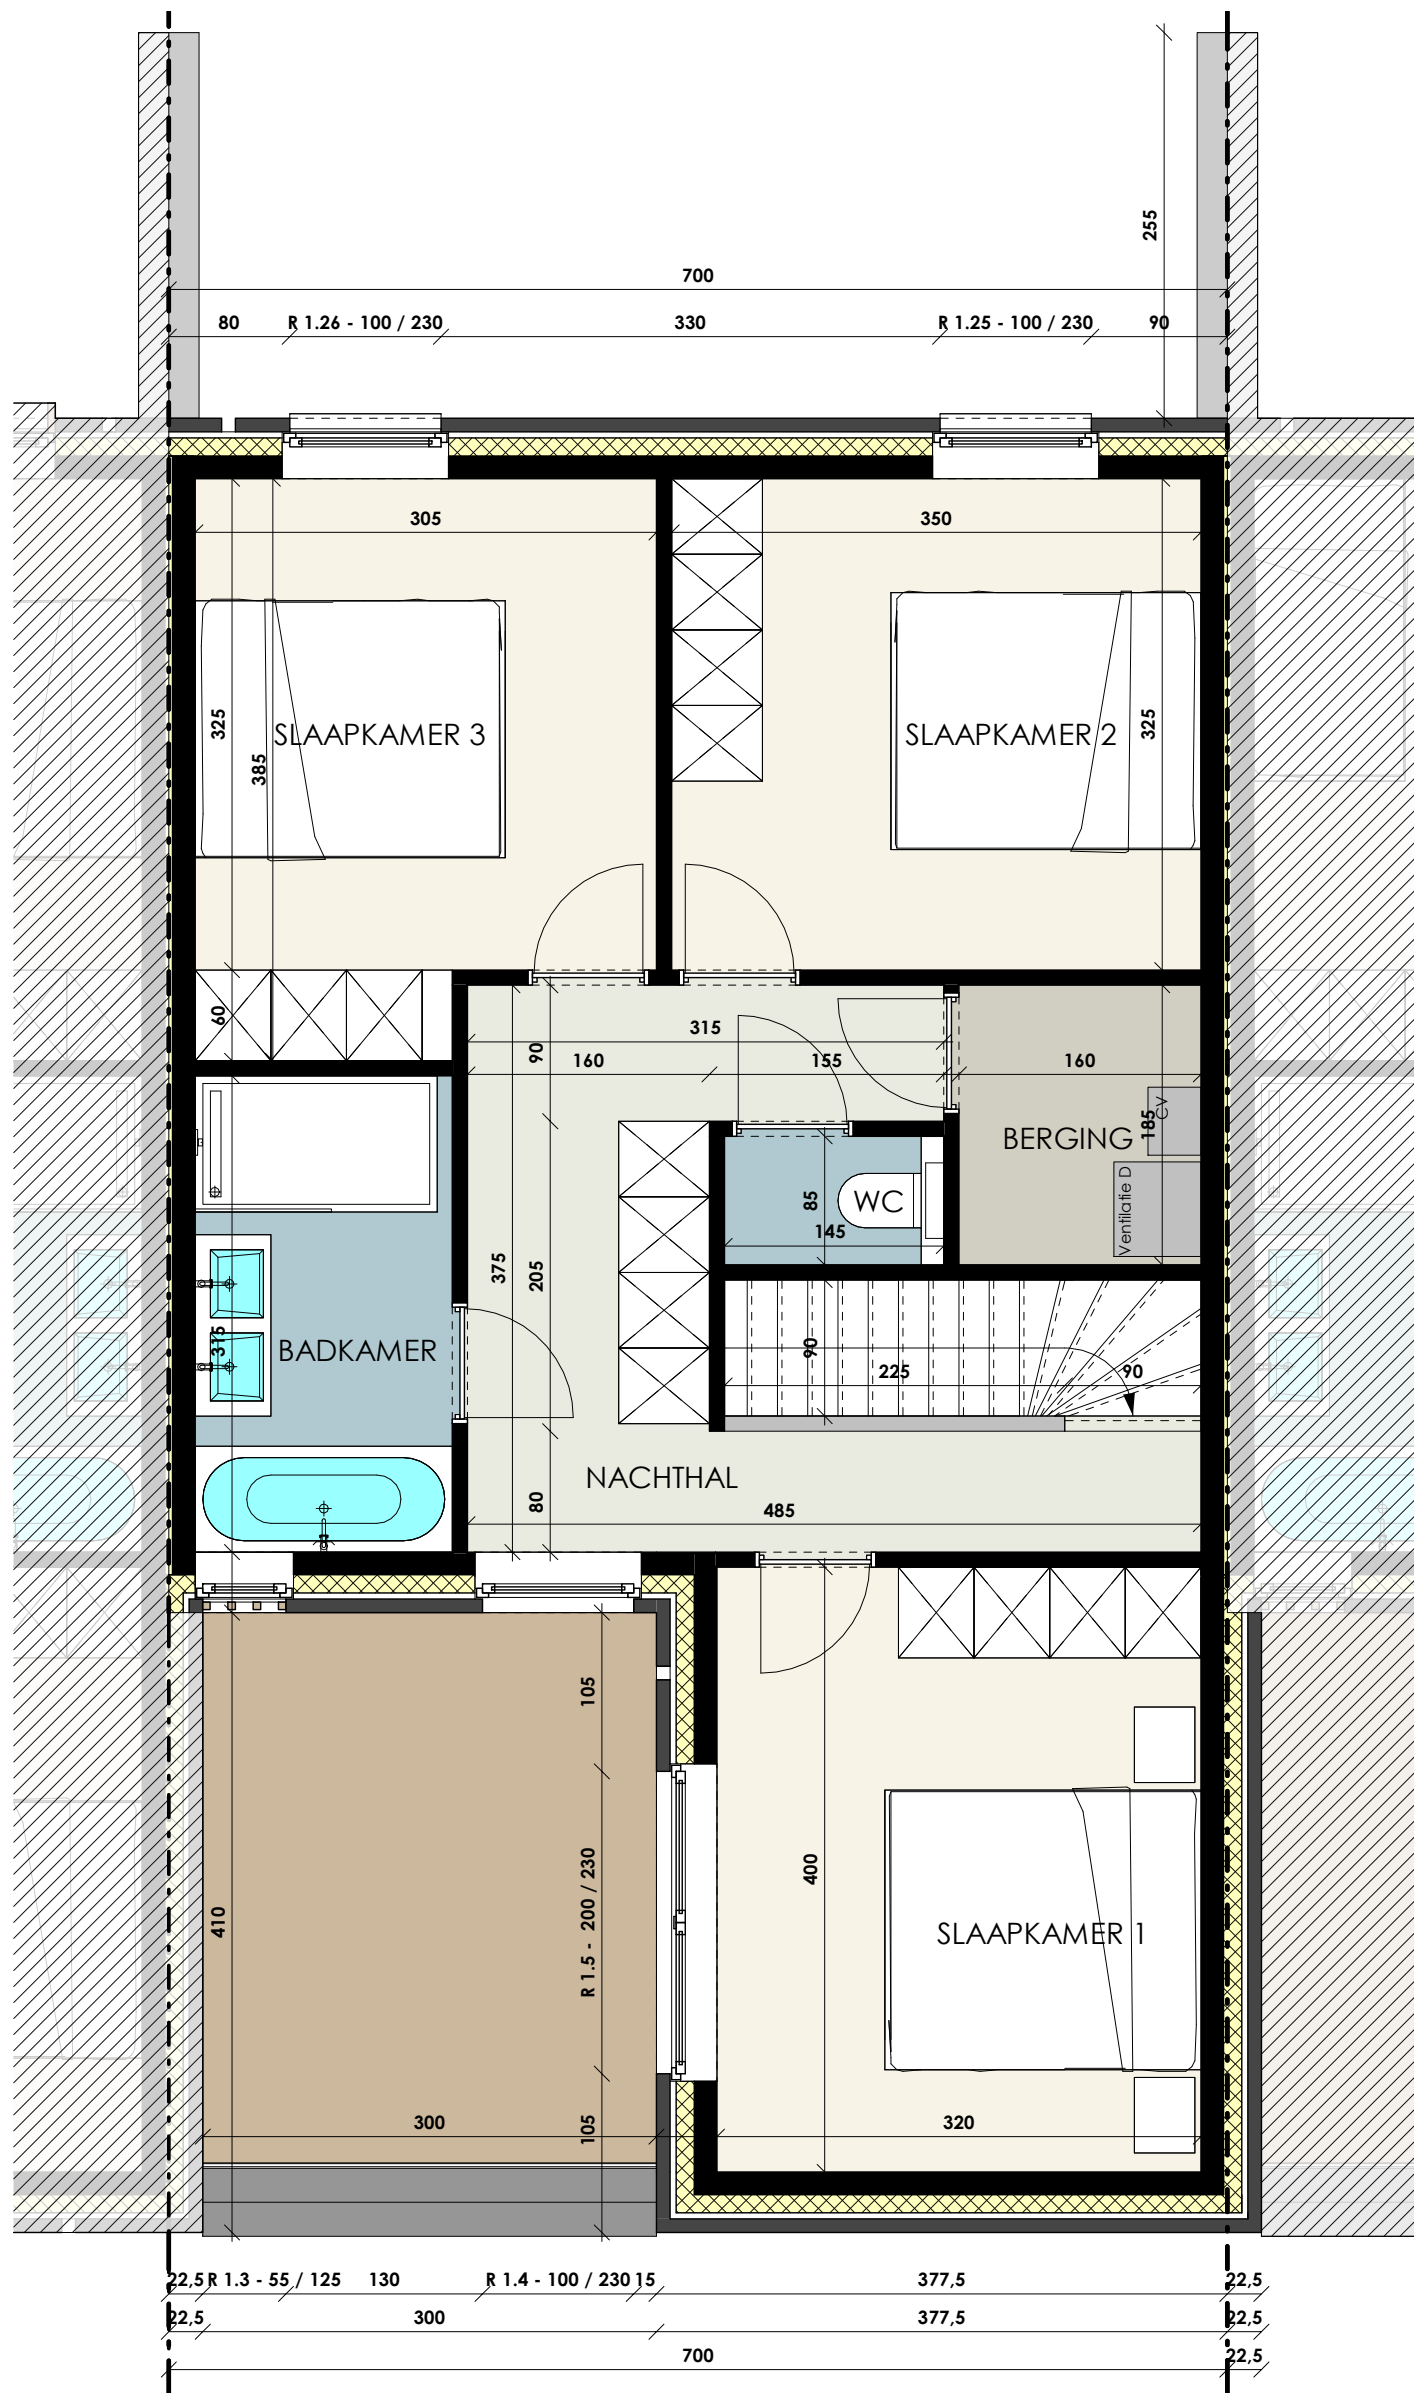 255
700
80 R 1.26 - 100 / 230 330 R 1.25 - 100 / 230 90
305 350
325 385 SLAAPKAMER 3 SLAAPKAMER 2 325
60
315
90
160 155 160
BERGING 185 CV
85 WC
145
Ventilatie D
375 205
315 BADKAMER 90 225 90
NACHTHAL
80 485
105
R 1.5 - 200 / 230
400
410 SLAAPKAMER 1
300 105 320
22,5 R 1.3 - 55 / 125 130 R 1.4 - 100 / 230 15 377,5 22,5
22,5 300 377,5 22,5
700 22,5